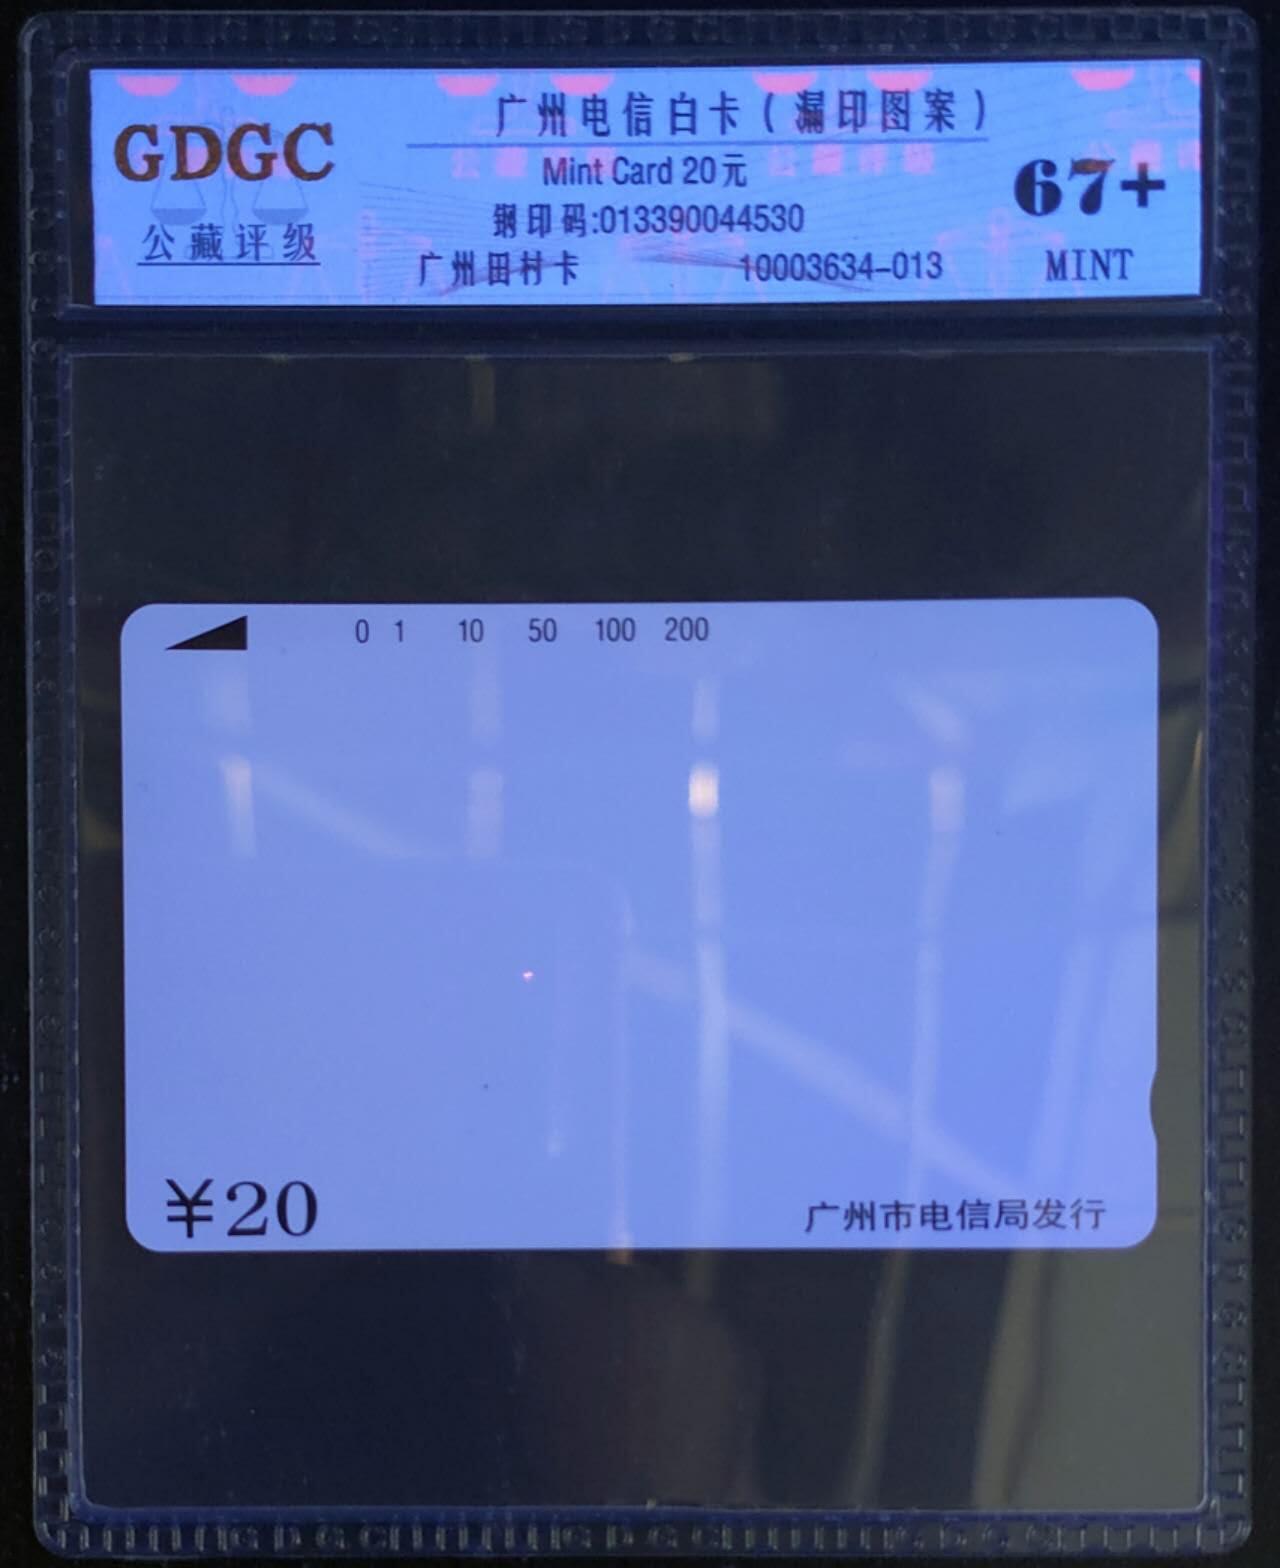 GDGC
公藏评级
广州电信白卡(漏印图案)
Mint Card 20元
钢印码:013390044530
广州田村卡 10003634-013
67+
MINT
0 1 10 50 100 200
¥20
广州市电信局发行